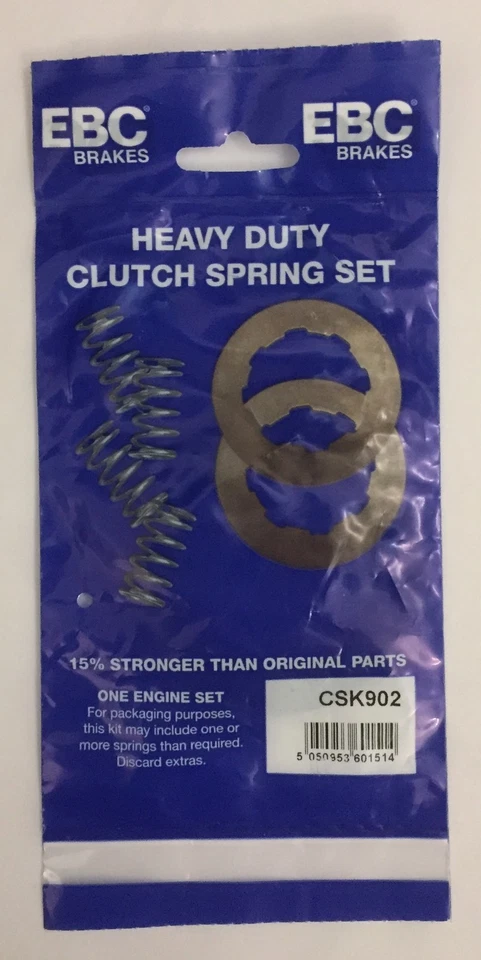 EBC
BRAKES
EBC
BRAKES
HEAVY DUTY
CLUTCH SPRING SET
15% STRONGER THAN ORIGINAL PARTS
ONE ENGINE SET
For packaging purposes,
this kit may include one or
more springs than required.
Discard extras.
CSK902
5 050953 601514